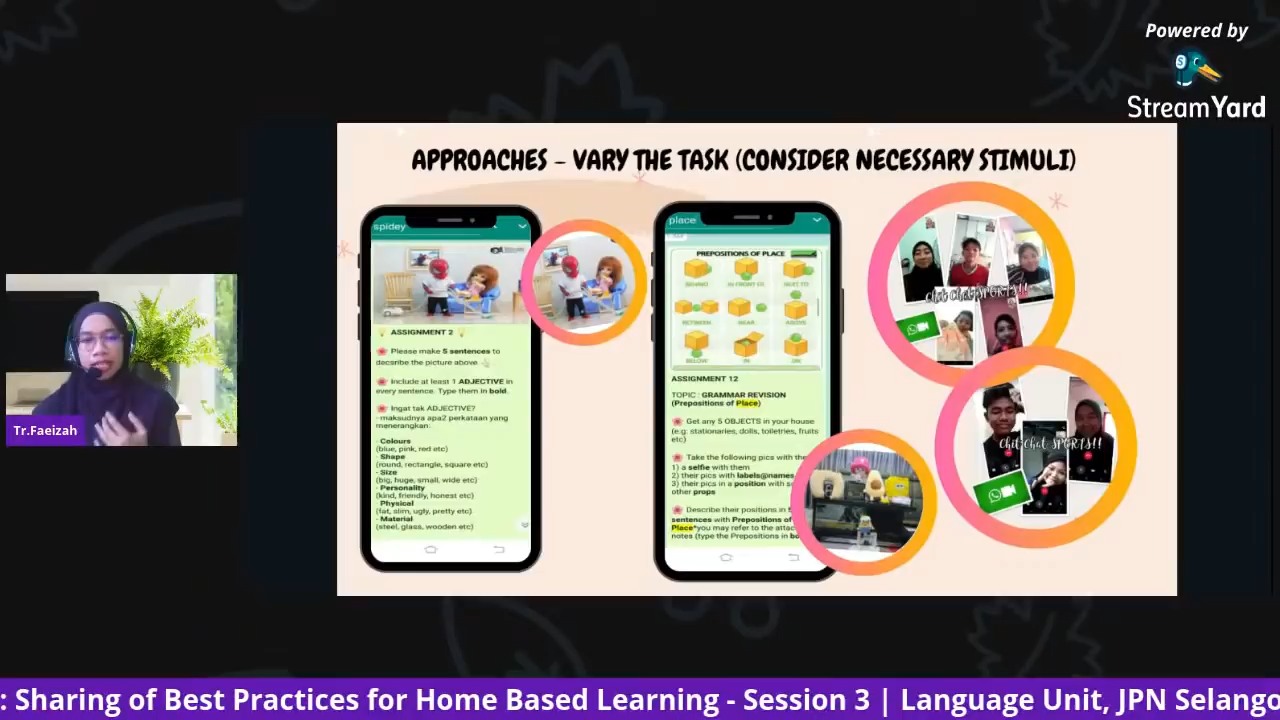 Powered by
StreamYard
APPROACHES - VARY THE TASK (CONSIDER NECESSARY STIMULI)
spidey
ASSIGNMENT 2
Please make 5 sentences to
describe the picture above
Include at least 1 ADJECTIVE in
every sentence. Type them in bold.
Ingat tak ADJECTIVE?
- maksudnya apa2 perkataan yang
menerangkan:
- Colours
(blue, pink, red etc)
- Shape
(round, rectangle, square etc)
- Size
(big, huge, small, wide etc)
- Personality
(kind, friendly, honest etc)
- Physical
(fat, slim, ugly, pretty etc)
- Material
(steel, glass, wooden etc)
place
PREPOSITIONS OF PLACE
BEHIND
IN FRONT OF
NEXT TO
BETWEEN
NEAR
ABOVE
BELOW
IN
ON
ASSIGNMENT 12
TOPIC : GRAMMAR REVISION
(Prepositions of Place)
Get any 5 OBJECTS in your house
(e.g: stationaries, dolls, toiletries, fruits
etc)
Take the following pics with the
1) a selfie with them
2) their pics with labels@names
3) their pics in a position with
other props
Describe their positions in
sentences with Prepositions of
Place*you may refer to the
notes (type the Prepositions in
Chit Chat SPORTS!!
Chit Chat SPORTS!!
Tr.Faeizah
: Sharing of Best Practices for Home Based Learning - Session 3 | Language Unit, JPN Selango